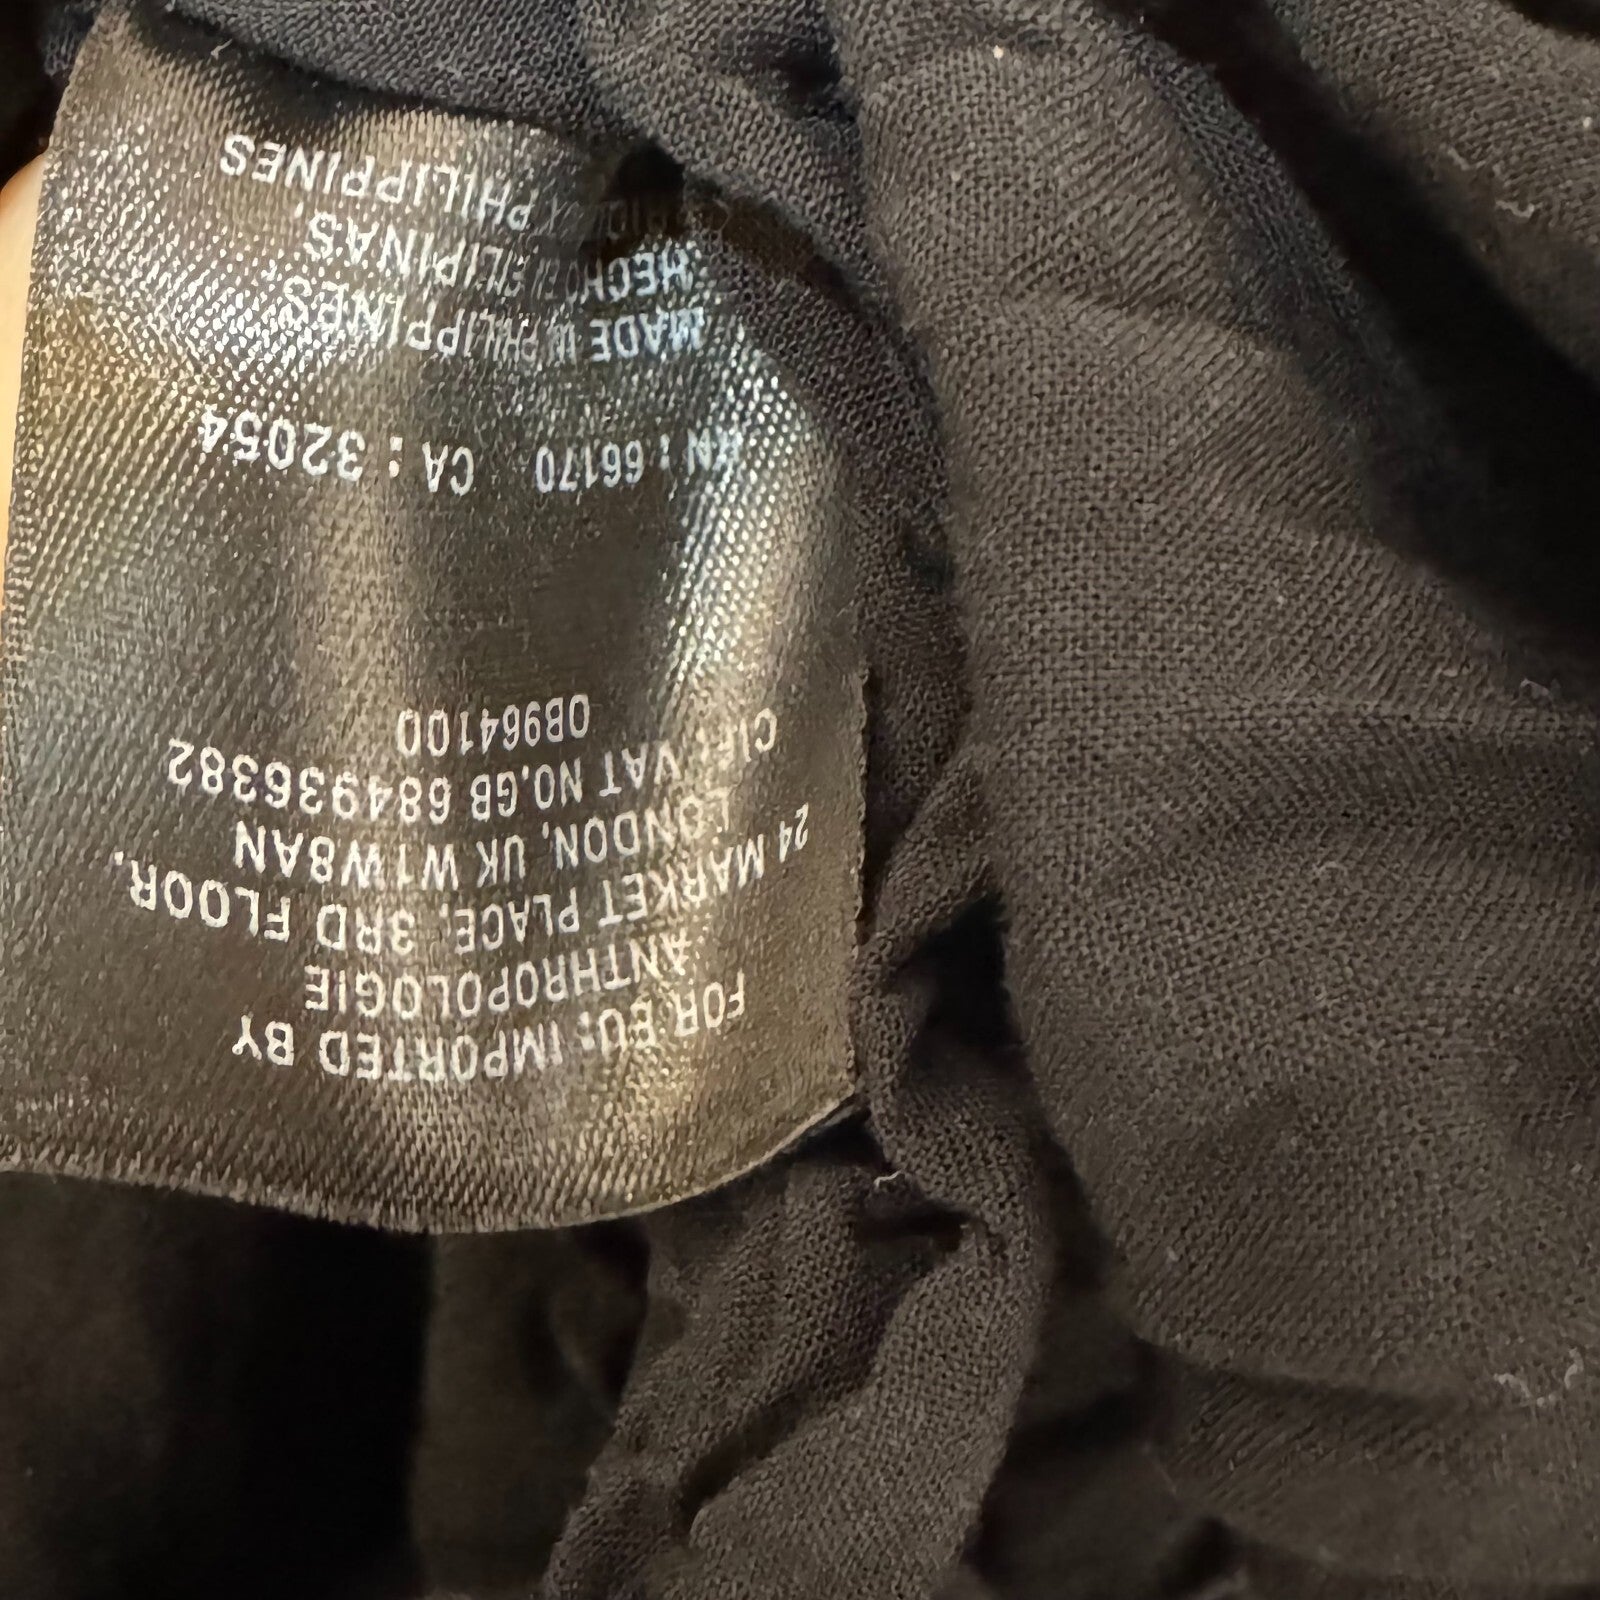 FOR EU: IMPORTED BY
ANTHROPOLOGIE
24 MARKET PLACE, 3RD FLOOR,
LONDON, UK W1W8AN
CIF: VAT NO.GB 684936382
0B964100
RN : 66170 CA : 32054
MADE IN PHILIPPINES.
HECHO EN FILIPINAS.
PHILIPPINES